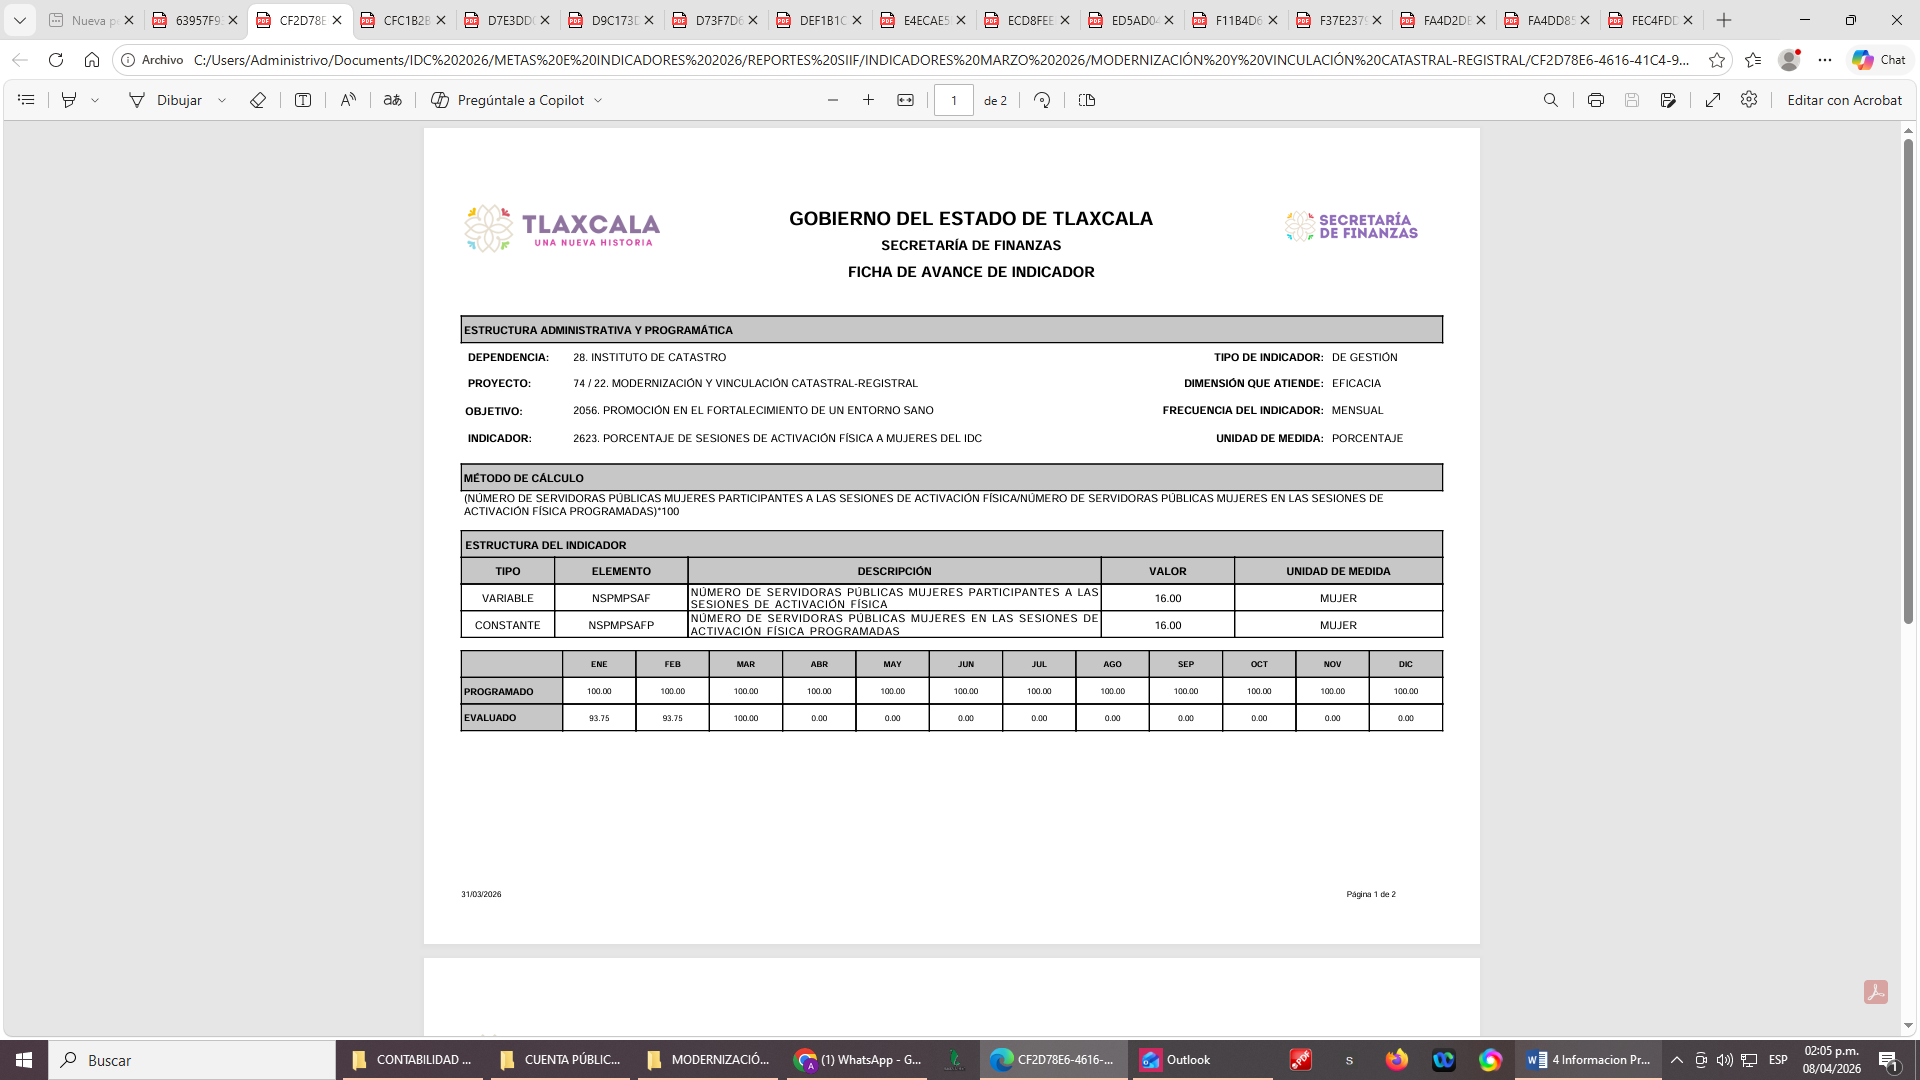 Nueva pe
63957F9
CF2D78E
CFC1B2B
D7E3DD
D9C173D
D73F7D6
DEF1B1C
E4ECAE5
ECD8FEE
ED5AD04
F11B4D6
F37E2379
FA4D2DB
FA4DD85
FEC4FDD
Archivo C:/Users/Administrivo/Documents/IDC%202026/METAS%20E%20INDICADORES%202026/REPORTES%20SIIF/INDICADORES%20MARZO%202026/MODERNIZACIÓN%20Y%20VINCULACIÓN%20CATASTRAL-REGISTRAL/CF2D78E6-4616-41C4-9... Chat
Dibujar Pregúntale a Copilot 1 de 2 Editar con Acrobat
TLAXCALA
UNA NUEVA HISTORIA
GOBIERNO DEL ESTADO DE TLAXCALA
SECRETARÍA DE FINANZAS
FICHA DE AVANCE DE INDICADOR
SECRETARÍA
DE FINANZAS
ESTRUCTURA ADMINISTRATIVA Y PROGRAMÁTICA
DEPENDENCIA: 28. INSTITUTO DE CATASTRO TIPO DE INDICADOR: DE GESTIÓN
PROYECTO: 74 / 22. MODERNIZACIÓN Y VINCULACIÓN CATASTRAL-REGISTRAL DIMENSIÓN QUE ATIENDE: EFICACIA
OBJETIVO: 2056. PROMOCIÓN EN EL FORTALECIMIENTO DE UN ENTORNO SANO FRECUENCIA DEL INDICADOR: MENSUAL
INDICADOR: 2623. PORCENTAJE DE SESIONES DE ACTIVACIÓN FÍSICA A MUJERES DEL IDC UNIDAD DE MEDIDA: PORCENTAJE
MÉTODO DE CÁLCULO
(NÚMERO DE SERVIDORAS PÚBLICAS MUJERES PARTICIPANTES A LAS SESIONES DE ACTIVACIÓN FÍSICA/NÚMERO DE SERVIDORAS PÚBLICAS MUJERES EN LAS SESIONES DE
ACTIVACIÓN FÍSICA PROGRAMADAS)*100
ESTRUCTURA DEL INDICADOR
TIPO ELEMENTO DESCRIPCIÓN VALOR UNIDAD DE MEDIDA
VARIABLE NSPMPSAF NÚMERO DE SERVIDORAS PÚBLICAS MUJERES PARTICIPANTES A LAS
SESIONES DE ACTIVACIÓN FÍSICA 16.00 MUJER
CONSTANTE NSPMPSAFP NÚMERO DE SERVIDORAS PÚBLICAS MUJERES EN LAS SESIONES DE
ACTIVACIÓN FÍSICA PROGRAMADAS 16.00 MUJER
ENE FEB MAR ABR MAY JUN JUL AGO SEP OCT NOV DIC
PROGRAMADO 100.00 100.00 100.00 100.00 100.00 100.00 100.00 100.00 100.00 100.00 100.00 100.00
EVALUADO 93.75 93.75 100.00 0.00 0.00 0.00 0.00 0.00 0.00 0.00 0.00 0.00
31/03/2026 Página 1 de 2
Buscar
CONTABILIDAD ...
CUENTA PÚBLIC...
MODERNIZACIÓ...
(1) WhatsApp - G...
CF2D78E6-4616-...
Outlook
S
4 Informacion Pr...
ESP
02:05 p.m.
08/04/2026
1